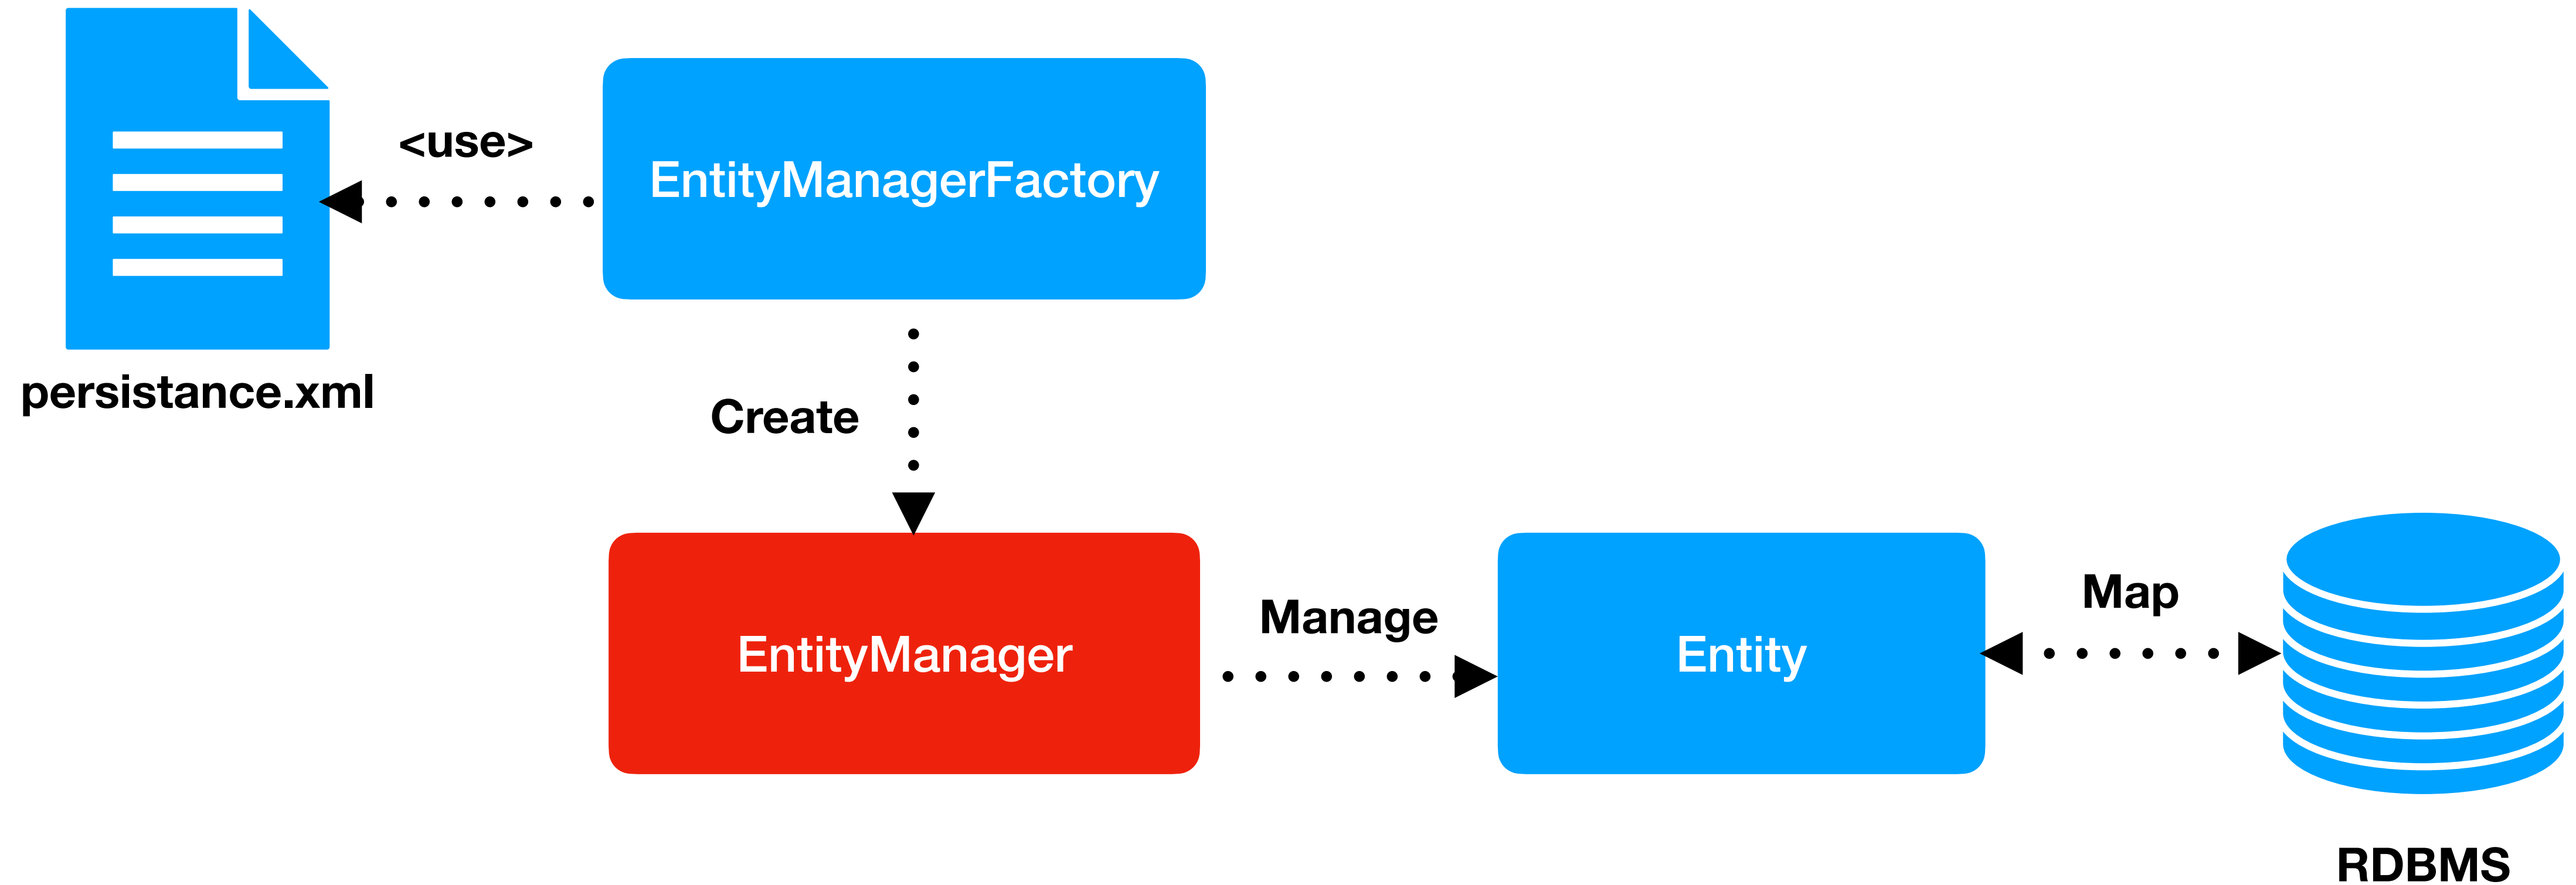 <use>
EntityManagerFactory
persistance.xml
Create
EntityManager
Manage
Entity
Map
RDBMS